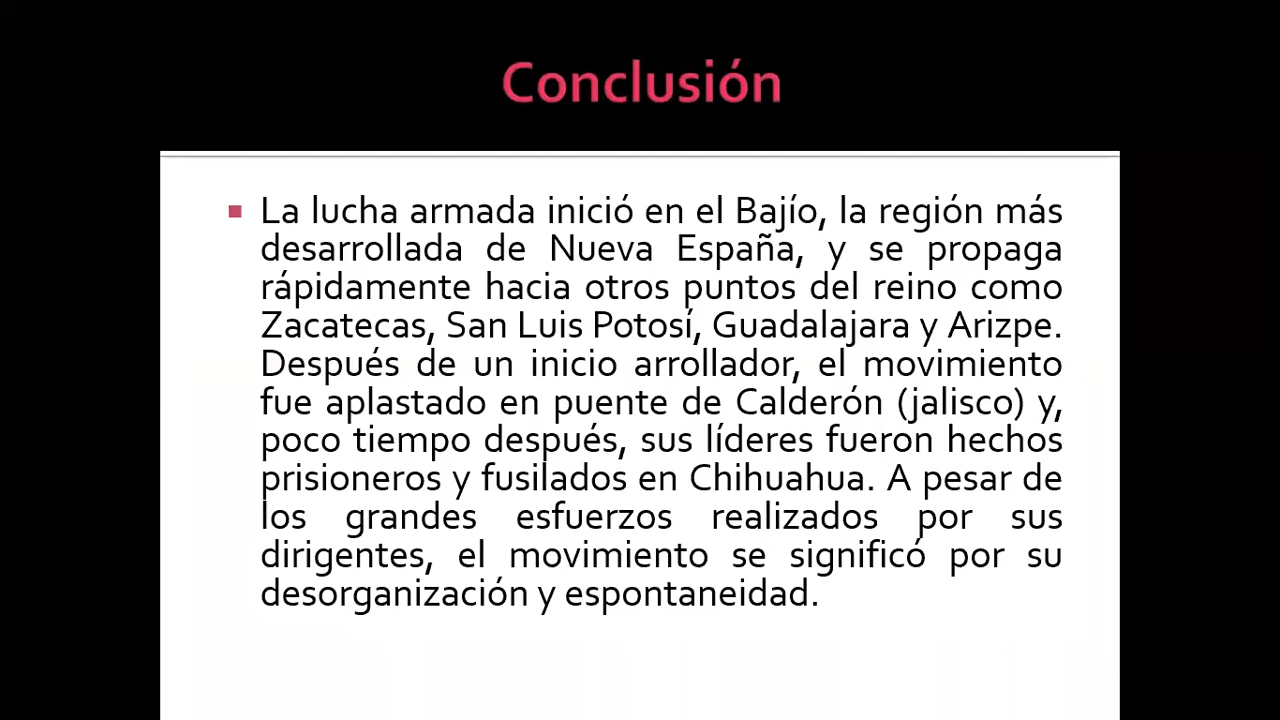 Conclusión
La lucha armada inició en el Bajío, la región más
desarrollada de Nueva España, y se propaga
rápidamente hacia otros puntos del reino como
Zacatecas, San Luis Potosí, Guadalajara y Arizpe.
Después de un inicio arrollador, el movimiento
fue aplastado en puente de Calderón (jalisco) y,
poco tiempo después, sus líderes fueron hechos
prisioneros y fusilados en Chihuahua. A pesar de
los grandes esfuerzos realizados por sus
dirigentes, el movimiento se significó por su
desorganización y espontaneidad.